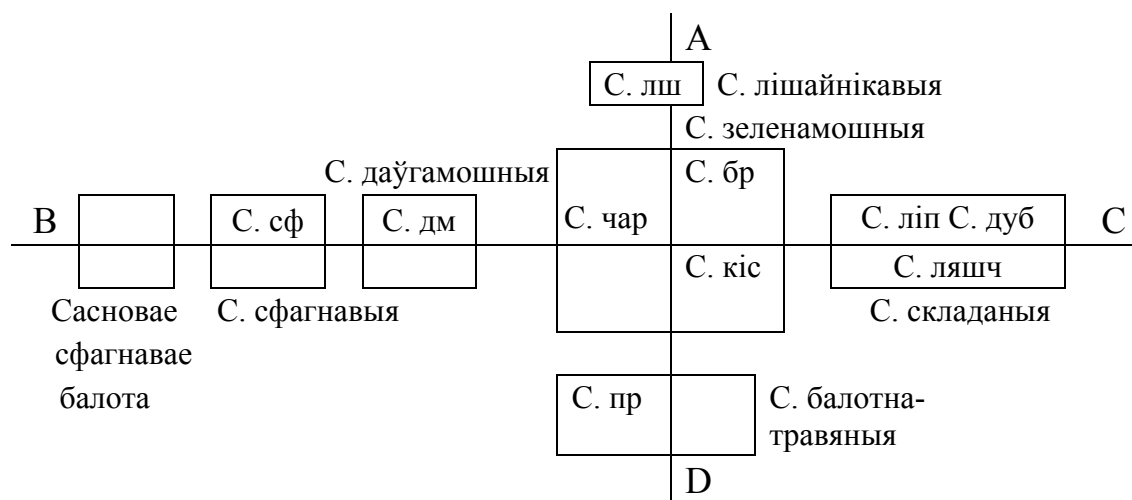 A
С. лш С. лішайнікавыя
С. зеленамошныя
С. даўгамошныя С. бр
B С. сф С. дм С. чар С. ліп С. дуб C
С. кіс С. ляшч
Сасновае С. сфагнавыя С. складаныя
сфагнавае
балота С. пр С. балотна-
травяныя
D